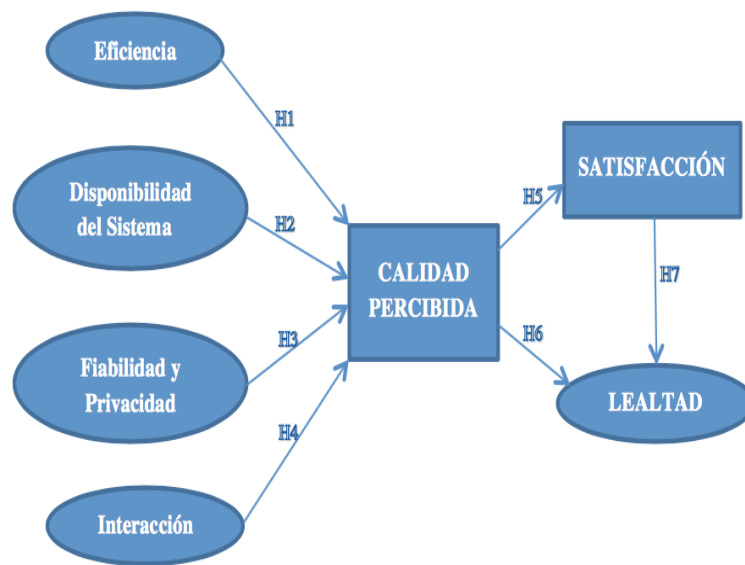 Eficiencia
H1
Disponibilidad
del Sistema
H2
Fiabilidad y
Privacidad
H3
Interacción
H4
CALIDAD
PERCIBIDA
H5
SATISFACCIÓN
H6
H7
LEALTAD